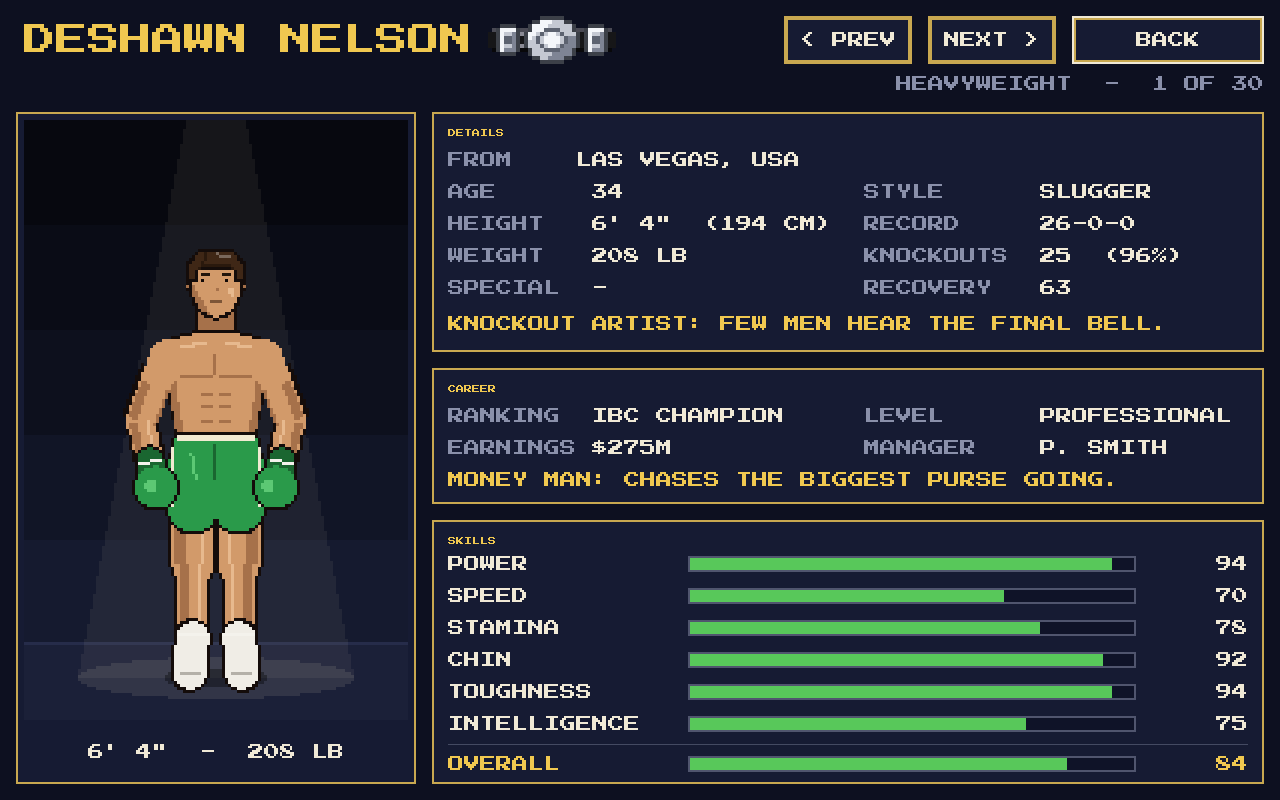 DESHAWN NELSON
< PREV
NEXT >
BACK
HEAVYWEIGHT - 1 OF 30
6' 4" - 208 LB
DETAILS
FROM LAS VEGAS, USA
AGE 34 STYLE SLUGGER
HEIGHT 6' 4" (194 CM) RECORD 26-0-0
WEIGHT 208 LB KNOCKOUTS 25 (96%)
SPECIAL - RECOVERY 63
KNOCKOUT ARTIST: FEW MEN HEAR THE FINAL BELL.
CAREER
RANKING IBC CHAMPION LEVEL PROFESSIONAL
EARNINGS $275M MANAGER P. SMITH
MONEY MAN: CHASES THE BIGGEST PURSE GOING.
SKILLS
POWER 94
SPEED 70
STAMINA 78
CHIN 92
TOUGHNESS 94
INTELLIGENCE 75
OVERALL 84